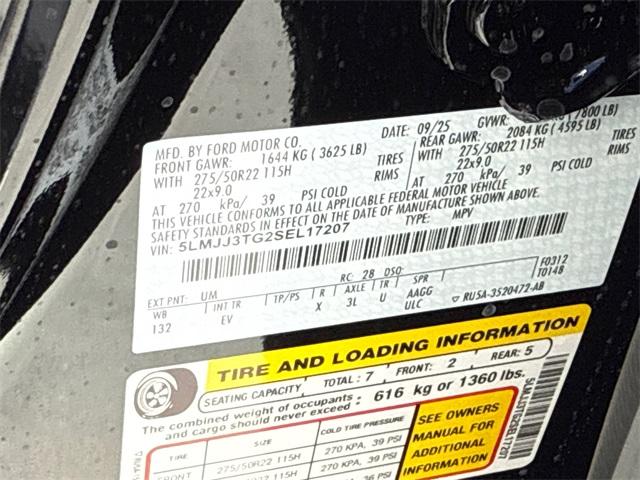 MFD. BY FORD MOTOR CO.
DATE: 09/25 GVWR: 7800 LB)
FRONT GAWR: 1644 KG (3625 LB)
REAR GAWR: 2084 KG (4595 LB)
WITH 275/50R22 115H TIRES
WITH 275/50R22 115H TIRES
22x9.0 RIMS
22x9.0 RIMS
AT 270 kPa/ 39 PSI COLD
AT 270 kPa/ 39 PSI COLD
THIS VEHICLE CONFORMS TO ALL APPLICABLE FEDERAL MOTOR VEHICLE
SAFETY STANDARDS IN EFFECT ON THE DATE OF MANUFACTURE SHOWN ABOVE.
VIN: 5LMJJ3TG2SEL17207 TYPE: MPV
F0312
T0148
EXT PNT: UM RC: 28 DSO:
WB INT TR TP/PS R AXLE TR SPR
132 EV X 3L U AAGG
ULC ▽ RU5A-3520472-AB
TIRE AND LOADING INFORMATION
SEATING CAPACITY TOTAL: 7 FRONT: 2 REAR: 5
The combined weight of occupants
and cargo should never exceed: 616 kg or 1360 lbs.
TIRE SIZE COLD TIRE PRESSURE
FRONT 275/50R22 115H 270 KPA, 39 PSI
270 KPA, 39 PSI
SEE OWNERS
MANUAL FOR
ADDITIONAL
INFORMATION
5LMJJ3TG2SEL17207